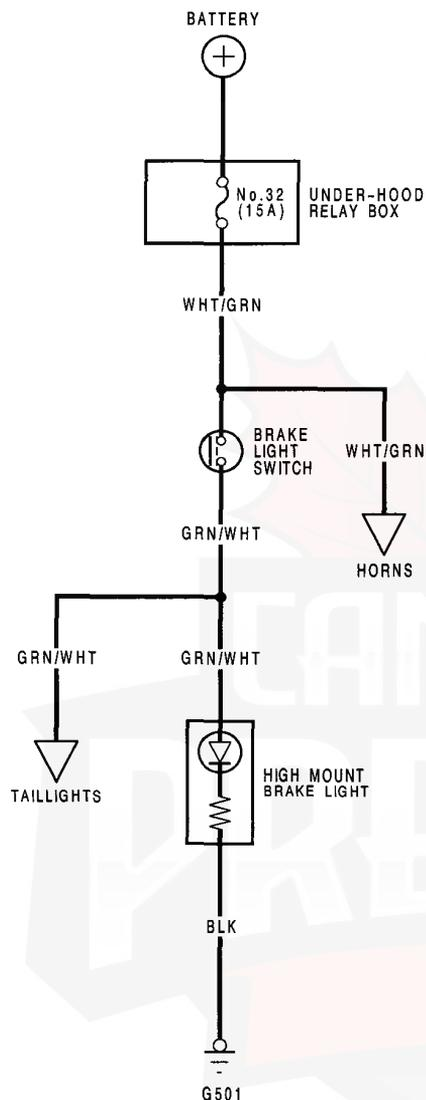 BATTERY
No.32
(15A)
UNDER-HOOD
RELAY BOX
WHT/GRN
BRAKE
LIGHT
SWITCH
WHT/GRN
GRN/WHT
HORNS
GRN/WHT
GRN/WHT
TAILLIGHTS
HIGH MOUNT
BRAKE LIGHT
BLK
G501